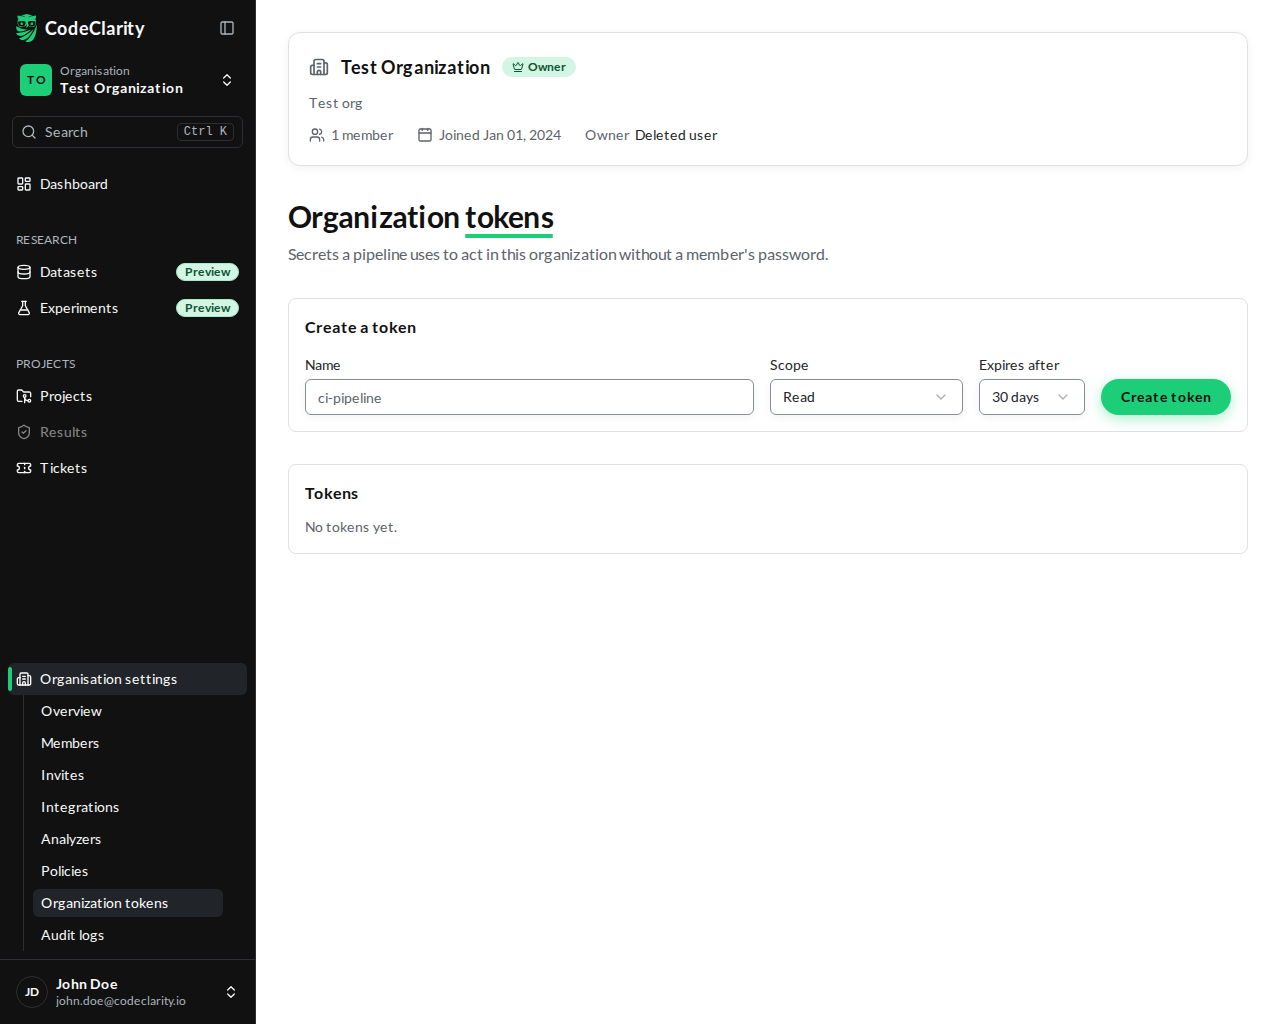 CodeClarity
TO
Organisation
Test Organization
Search
Ctrl K
Dashboard
RESEARCH
Datasets
Preview
Experiments
Preview
PROJECTS
Projects
Results
Tickets
Organisation settings
Overview
Members
Invites
Integrations
Analyzers
Policies
Organization tokens
Audit logs
JD
John Doe
john.doe@codeclarity.io
Test Organization
Owner
Test org
1 member
Joined Jan 01, 2024
Owner Deleted user
Organization tokens
Secrets a pipeline uses to act in this organization without a member's password.
Create a token
Name
Scope
Expires after
ci-pipeline
Read
30 days
Create token
Tokens
No tokens yet.